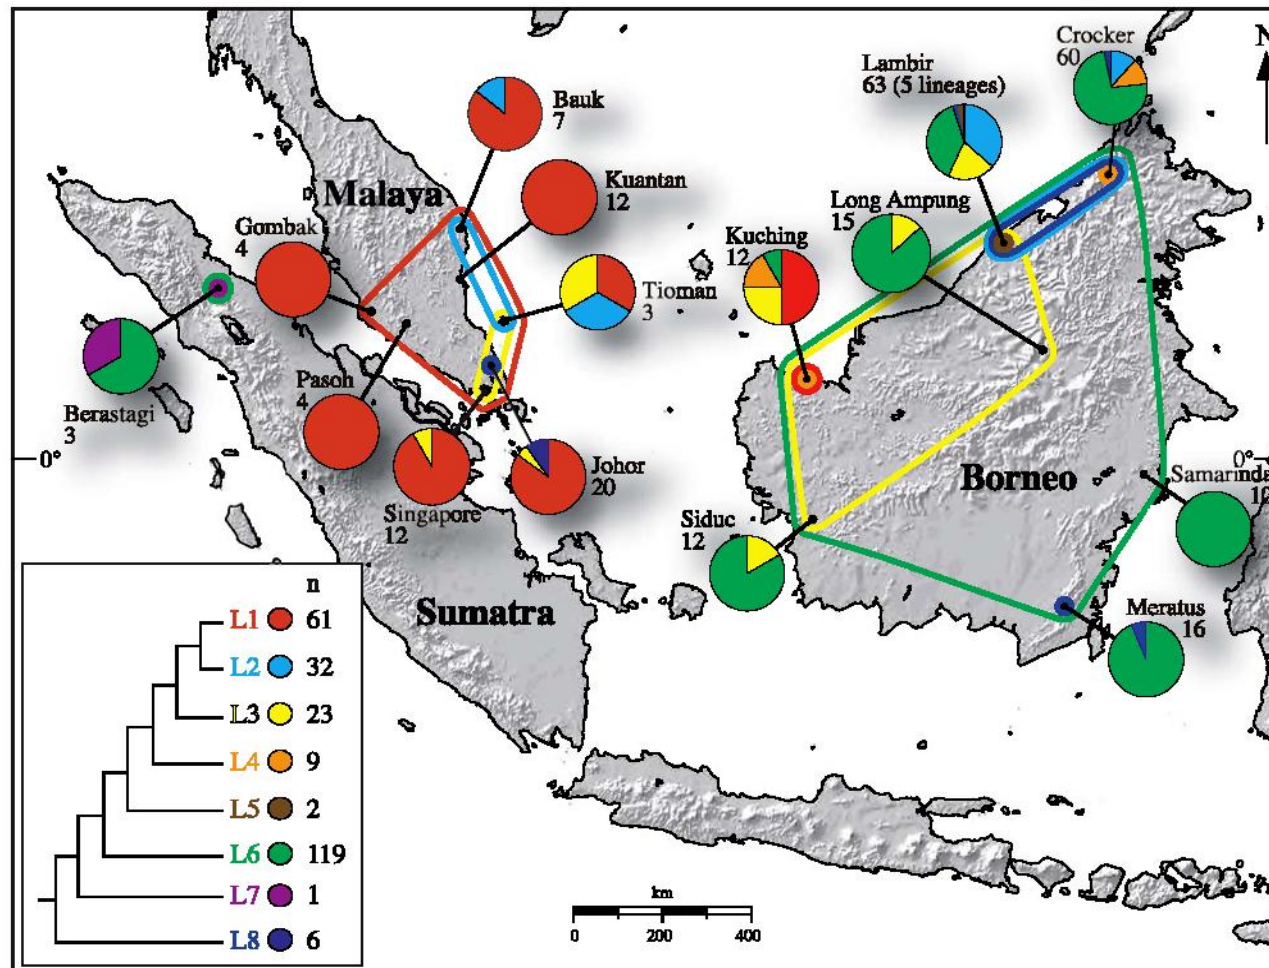 Crocker
60
N
Lambir
63 (5 lineages)
Bauk
7
Kuantan
12
Malaya
Long Ampung
15
Gombak
4
Kuching
12
Tioman
3
Pasoh
4
Berastagi
3
0°
Johor
20
Singapore
12
Borneo
0°
Samarinda
Siduc
12
Meratus
16
Sumatra
n
L1 61
L2 32
L3 23
L4 9
L5 2
L6 119
L7 1
L8 6
km
0 200 400